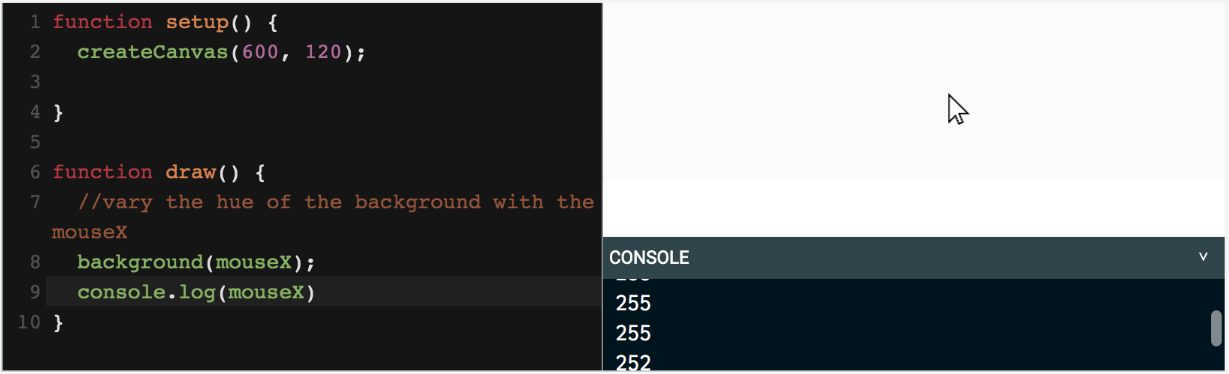 1 function setup() {
2 createCanvas(600, 120);
3
4 }
5
6 function draw() {
7 //vary the hue of the background with the
mouseX
8 background(mouseX);
9 console.log(mouseX)
10 }
CONSOLE
255
255
252